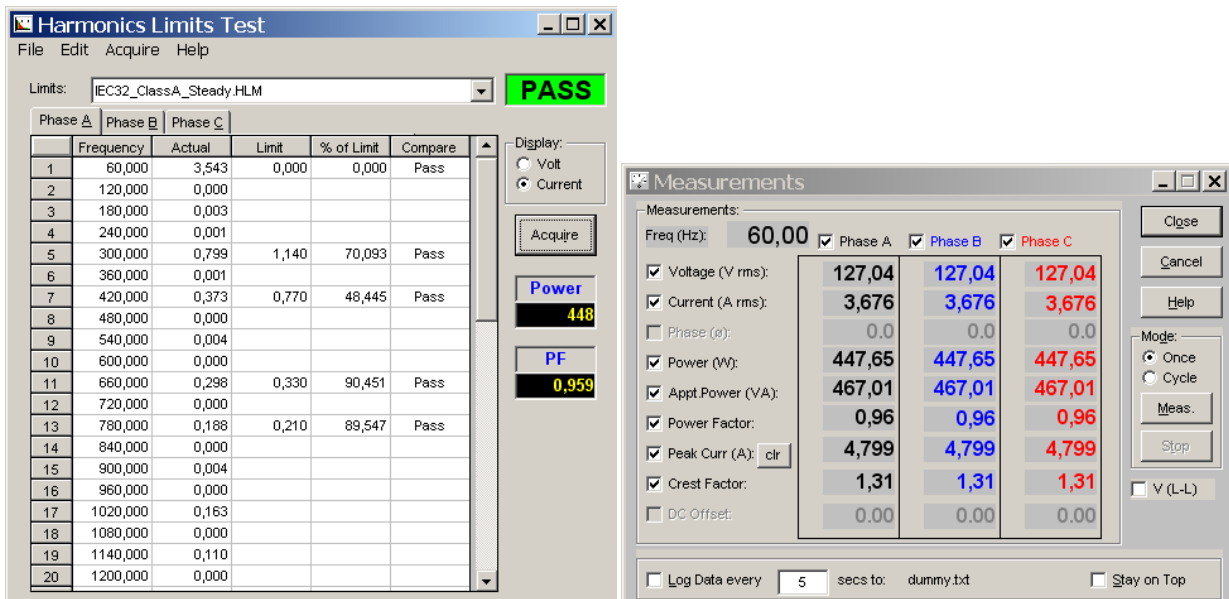 Harmonics Limits Test
File Edit Acquire Help
Limits: IEC32_ClassA_Steady.HLM PASS
Phase A Phase B Phase C
Frequency Actual Limit % of Limit Compare
1 60,000 3,543 0,000 0,000 Pass
2 120,000 0,000
3 180,000 0,003
4 240,000 0,001
5 300,000 0,799 1,140 70,093 Pass
6 360,000 0,001
7 420,000 0,373 0,770 48,445 Pass
8 480,000 0,000
9 540,000 0,004
10 600,000 0,000
11 660,000 0,298 0,330 90,451 Pass
12 720,000 0,000
13 780,000 0,188 0,210 89,547 Pass
14 840,000 0,000
15 900,000 0,004
16 960,000 0,000
17 1020,000 0,163
18 1080,000 0,000
19 1140,000 0,110
20 1200,000 0,000
Display:
Volt
Current
Acquire
Power
448
PF
0,959
Measurements
Measurements:
Freq (Hz): 60,00 Phase A Phase B Phase C
Voltage (V rms): 127,04 127,04 127,04
Current (A rms): 3,676 3,676 3,676
Phase (ø): 0.0 0.0 0.0
Power (W): 447,65 447,65 447,65
Appt.Power (VA): 467,01 467,01 467,01
Power Factor: 0,96 0,96 0,96
Peak Curr (A): clr 4,799 4,799 4,799
Crest Factor: 1,31 1,31 1,31
DC Offset: 0.00 0.00 0.00
Close
Cancel
Help
Mode:
Once
Cycle
Meas.
Stop
V (L-L)
Log Data every 5 secs to: dummy.txt Stay on Top